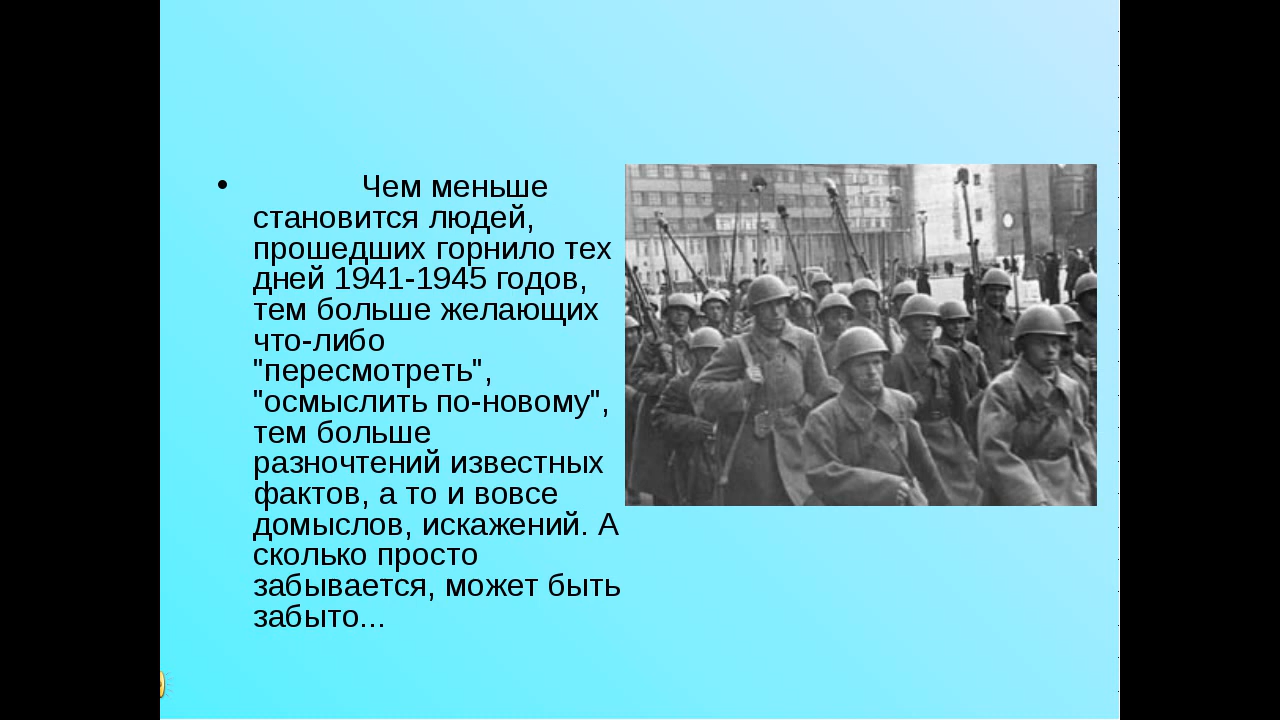 • Чем меньше
становится людей,
прошедших горнило тех
дней 1941-1945 годов,
тем больше желающих
что-либо
"пересмотреть",
"осмыслить по-новому",
тем больше
разночтений известных
фактов, а то и вовсе
домыслов, искажений. А
сколько просто
забывается, может быть
забыто...